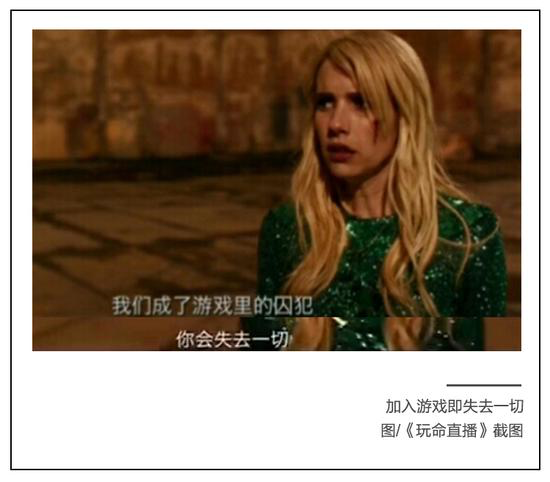 我们成了游戏里的囚犯
你会失去一切
加入游戏即失去一切
图/《玩命直播》截图